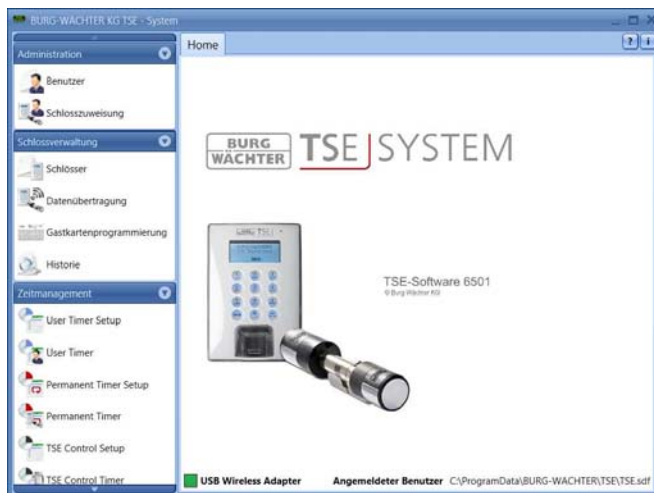 BURG-WÄCHTER KG TSE - System
Administration
Benutzer
Schlosszuweisung
Schlossverwaltung
Schlösser
Datenübertragung
Gastkartenprogrammierung
Historie
Zeitmanagement
User Timer Setup
User Timer
Permanent Timer Setup
Permanent Timer
TSE Control Setup
TSE Control Timer
Home
? i
BURG
WÄCHTER
TSE SYSTEM
TSE-Software 6501
© Burg Wächter KG
USB Wireless Adapter Angemeldeter Benutzer C:\ProgramData\BURG-WACHTER\TSE\TSE.sdf